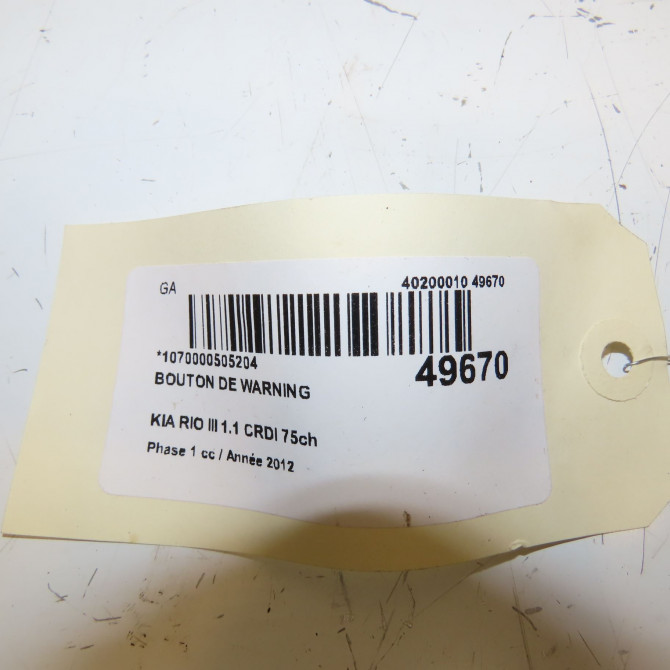 GA 40200010 49670
*1070000505204 49670
BOUTON DE WARNING
KIA RIO III 1.1 CRDI 75ch
Phase 1 cc / Année 2012